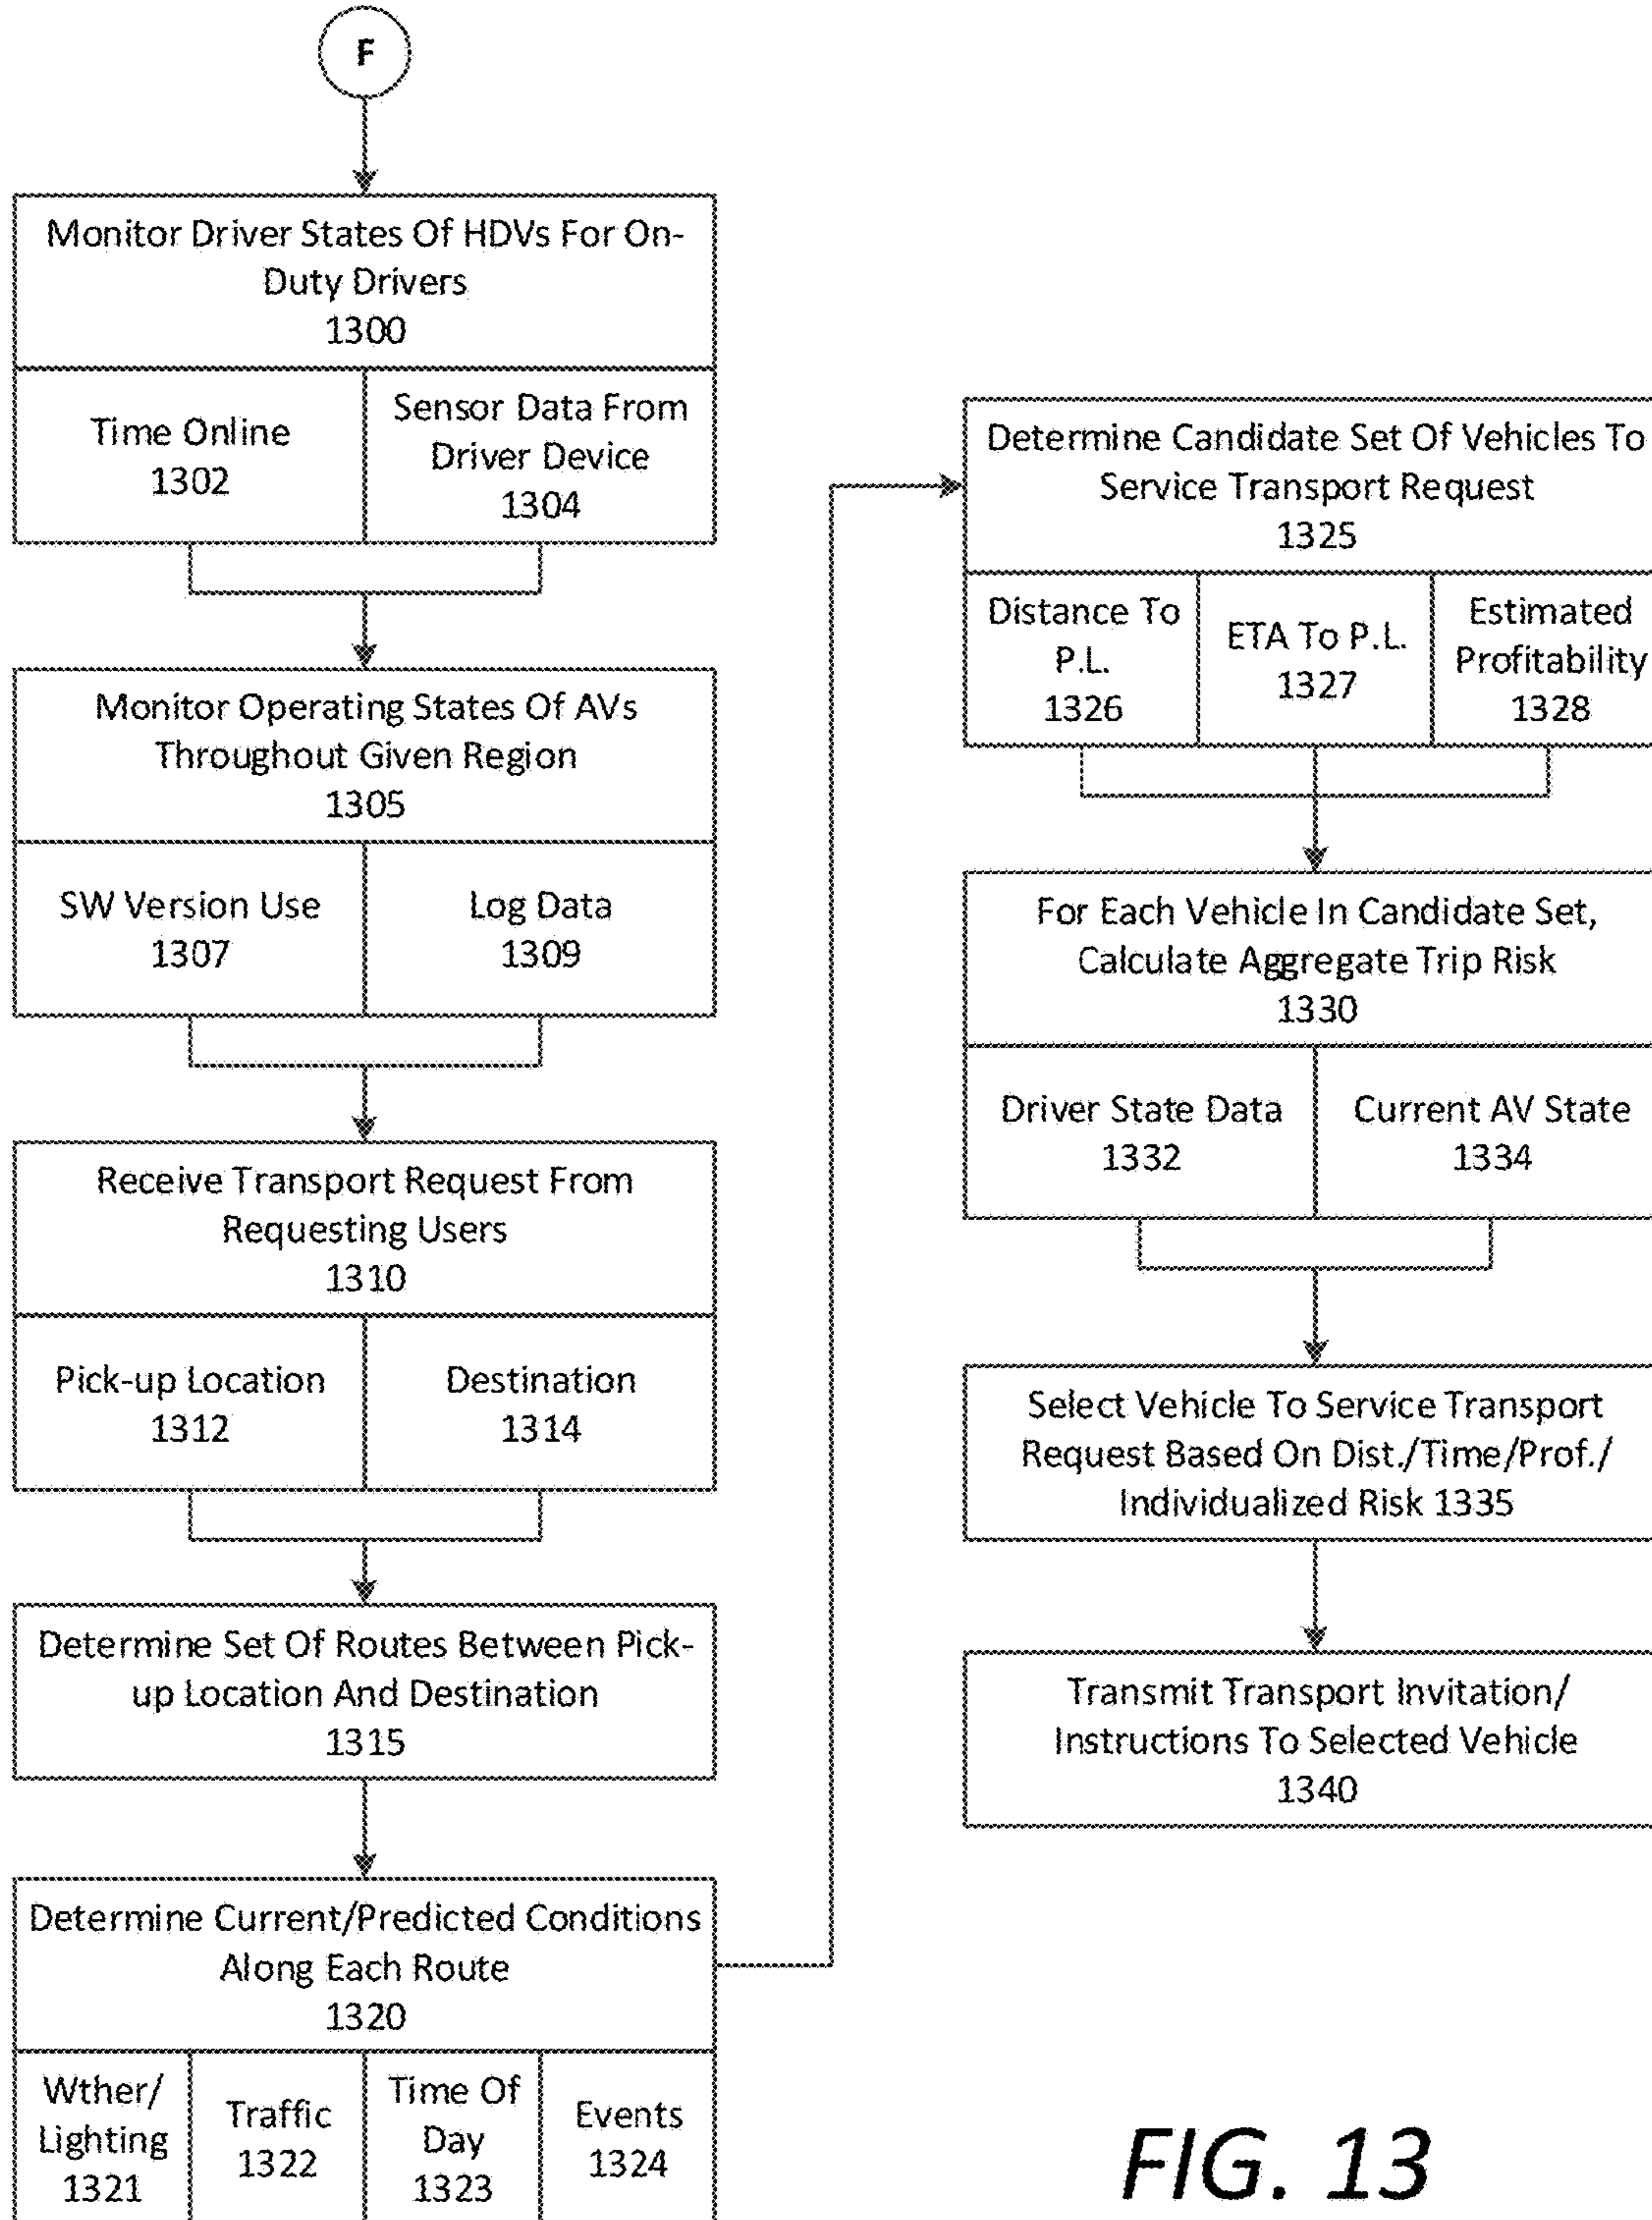 F
Monitor Driver States Of HDVs For On-
Duty Drivers
1300
Time Online
1302
Sensor Data From
Driver Device
1304
Monitor Operating States Of AVs
Throughout Given Region
1305
SW Version Use
1307
Log Data
1309
Receive Transport Request From
Requesting Users
1310
Pick-up Location
1312
Destination
1314
Determine Set Of Routes Between Pick-
up Location And Destination
1315
Determine Current/Predicted Conditions
Along Each Route
1320
Wther/
Lighting
1321
Traffic
1322
Time Of
Day
1323
Events
1324
Determine Candidate Set Of Vehicles To
Service Transport Request
1325
Distance To
P.L.
1326
ETA To P.L.
1327
Estimated
Profitability
1328
For Each Vehicle In Candidate Set,
Calculate Aggregate Trip Risk
1330
Driver State Data
1332
Current AV State
1334
Select Vehicle To Service Transport
Request Based On Dist./Time/Prof./
Individualized Risk 1335
Transmit Transport Invitation/
Instructions To Selected Vehicle
1340
FIG. 13